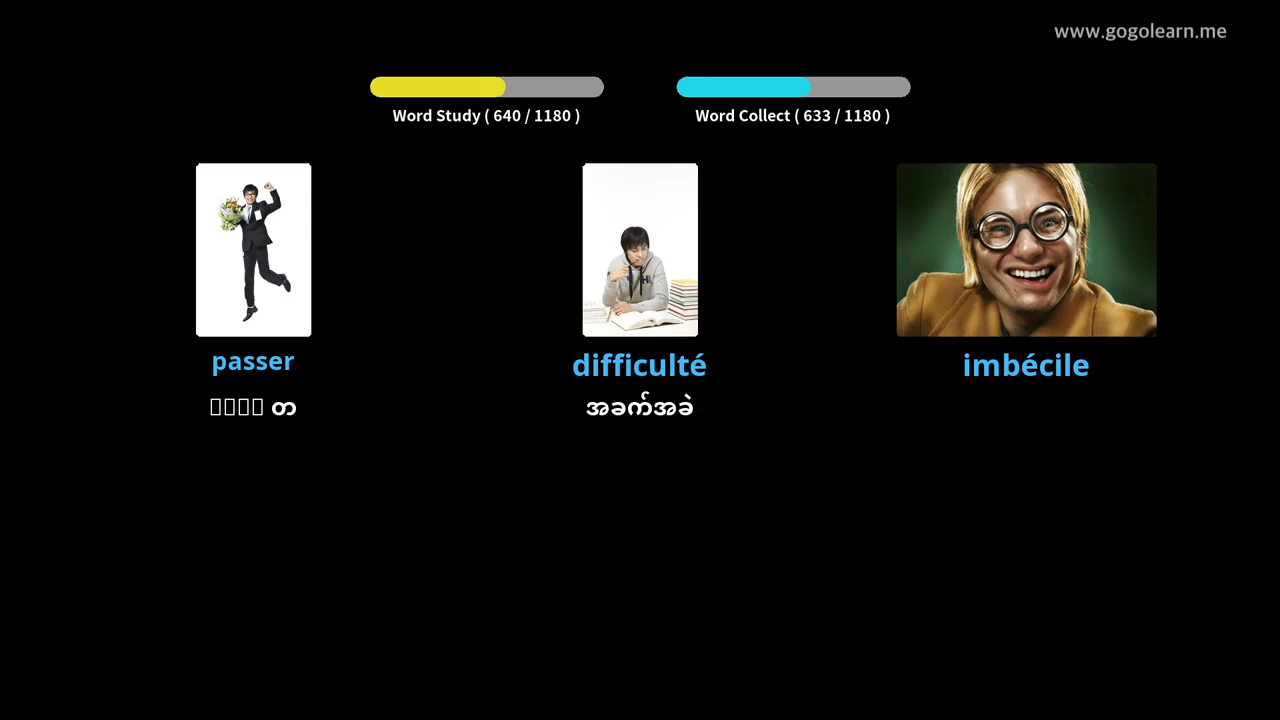 www.gogolearn.me
Word Study ( 640 / 1180 )
Word Collect ( 633 / 1180 )
passer
difficulté
imbécile
တ
အခက်အခဲ